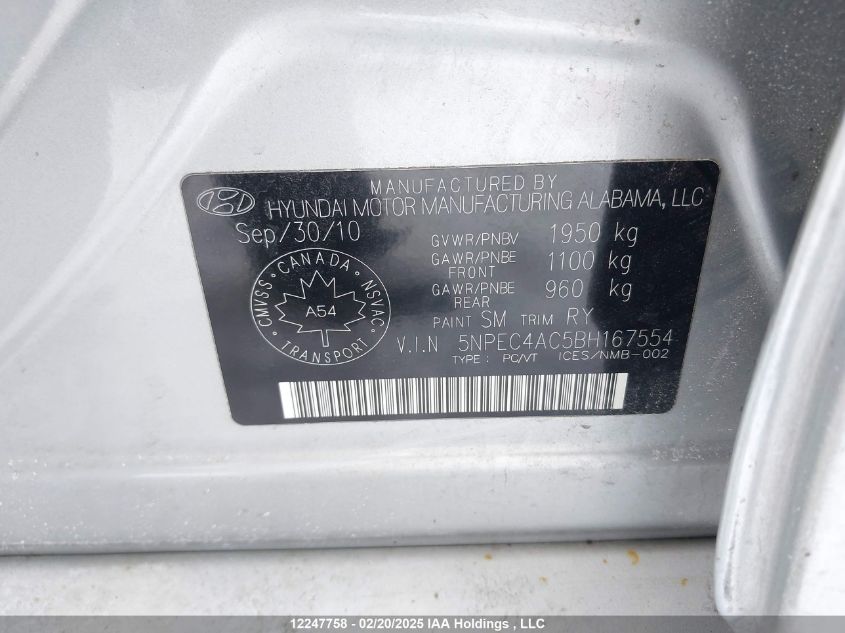 MANUFACTURED BY
HYUNDAI MOTOR MANUFACTURING ALABAMA, LLC
Sep/30/10
GVWR/PNBV 1950 kg
GAWR/PNBE FRONT 1100 kg
GAWR/PNBE REAR 960 kg
PAINT SM TRIM RY
CANADA
CMVSS
NSVAC
A54
TRANSPORT
V.I.N 5NPEC4AC5BH167554
TYPE : PC/VT ICES/NMB-002
12247758 - 02/20/2025 IAA Holdings , LLC